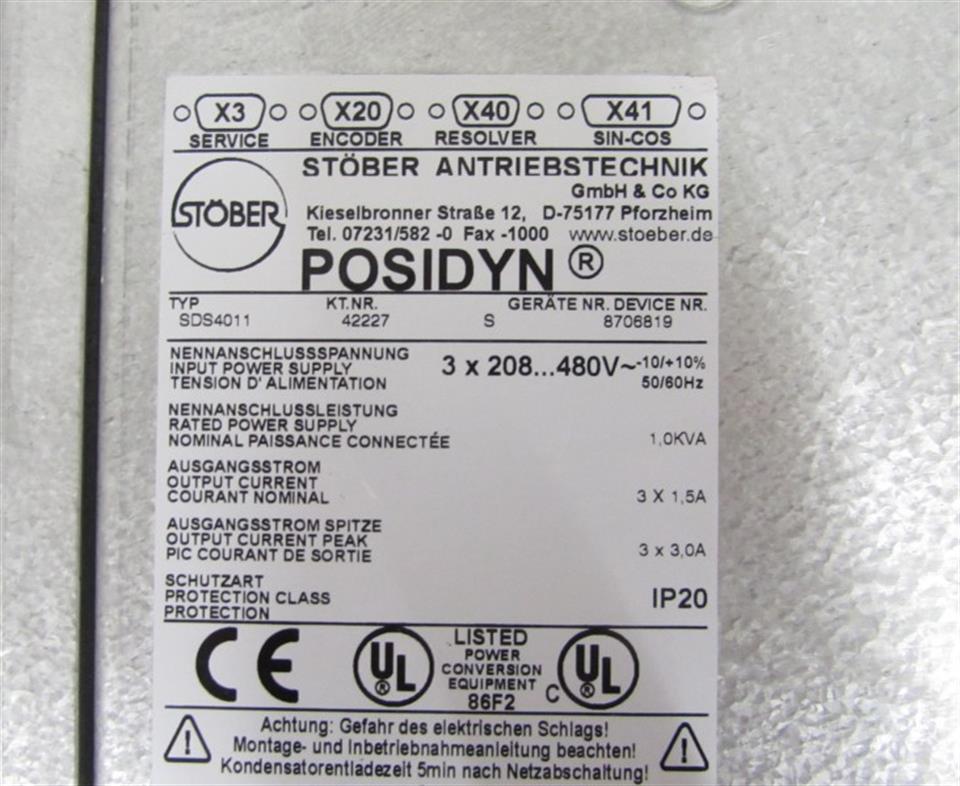 X3 X20 X40 X41
SERVICE ENCODER RESOLVER SIN-COS
STÖBER
STÖBER ANTRIEBSTECHNIK
GmbH & Co KG
Kieselbronner Straße 12, D-75177 Pforzheim
Tel. 07231/582 -0 Fax -1000 www.stoeber.de
POSIDYN ®
TYP KT.NR. GERÄTE NR. DEVICE NR.
SDS4011 42227 S 8706819
NENNANSCHLUSSSPANNUNG
INPUT POWER SUPPLY 3 x 208...480V~ -10/+10%
TENSION D' ALIMENTATION 50/60Hz
NENNANSCHLUSSLEISTUNG
RATED POWER SUPPLY
NOMINAL PAISSANCE CONNECTÉE 1,0KVA
AUSGANGSSTROM
OUTPUT CURRENT
COURANT NOMINAL 3 X 1,5A
AUSGANGSSTROM SPITZE
OUTPUT CURRENT PEAK
PIC COURANT DE SORTIE 3 x 3,0A
SCHUTZART
PROTECTION CLASS IP20
PROTECTION
CE UL ® LISTED
POWER
CONVERSION
EQUIPMENT
86F2 C UL ®
Achtung: Gefahr des elektrischen Schlags!
Montage- und Inbetriebnahmeanleitung beachten!
Kondensatorentladezeit 5min nach Netzabschaltung!